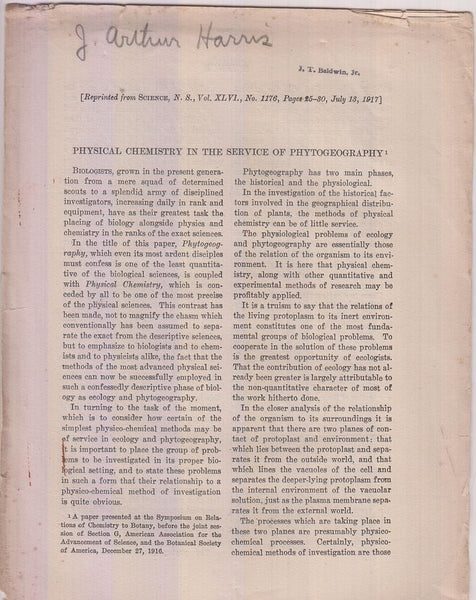 J Arthur Harris
J. T. Baldwin, Jr.
[Reprinted from SCIENCE, N. S., Vol. XLVI., No. 1176, Pages 25-30, July 13, 1917]
PHYSICAL CHEMISTRY IN THE SERVICE OF PHYTOGEOGRAPHY¹
BIOLOGISTS, grown in the present genera-
tion from a mere squad of determined
scouts to a splendid army of disciplined
investigators, increasing daily in rank and
equipment, have as their greatest task the
placing of biology alongside physics and
chemistry in the ranks of the exact sciences.
In the title of this paper, Phytogeog-
raphy, which even its most ardent disciples
must confess is one of the least quantita-
tive of the biological sciences, is coupled
with Physical Chemistry, which is con-
ceded by all to be one of the most precise
of the physical sciences. This contrast has
been made, not to magnify the chasm which
conventionally has been assumed to sepa-
rate the exact from the descriptive sciences,
but to emphasize to biologists and to chem-
ists and to physicists alike, the fact that the
methods of the most advanced physical sci-
ences can now be successfully employed in
such a confessedly descriptive phase of biol-
ogy as ecology and phytogeography.
In turning to the task of the moment,
which is to consider how certain of the
simplest physico-chemical methods may be
of service in ecology and phytogeography,
it is important to place the group of prob-
lems to be investigated in its proper bio-
logical setting, and to state these problems
in such a form that their relationship to a
physico-chemical method of investigation
is quite obvious.
¹ A paper presented at the Symposium on Rela-
tions of Chemistry to Botany, before the joint ses-
sion of Section G, American Association for the
Advancement of Science, and the Botanical Society
of America, December 27, 1916.
Phytogeography has two main phases,
the historical and the physiological.
In the investigation of the historical fac-
tors involved in the geographical distribu-
tion of plants, the methods of physical
chemistry can be of little service.
The physiological problems of ecology
and phytogeography are essentially those
of the relation of the organism to its envi-
ronment. It is here that physical chem-
istry, along with other quantitative and
experimental methods of research may be
profitably applied.
It is a truism to say that the relations of
the living protoplasm to its inert environ-
ment constitutes one of the most funda-
mental groups of biological problems. To
cooperate in the solution of these problems
is the greatest opportunity of ecologists.
That the contribution of ecology has not al-
ready been greater is largely attributable to
the non-quantitative character of most of
the work hitherto done.
In the closer analysis of the relationship
of the organism to its surroundings it is
apparent that there are two planes of con-
tact of protoplast and environment: that
which lies between the protoplast and sepa-
rates it from the outside world, and that
which lines the vacuoles of the cell and
separates the deeper-lying protoplasm from
the internal environment of the vacuolar
solution, just as the plasma membrane sepa-
rates it from the external world.
The processes which are taking place in
these two planes are presumably physico-
chemical processes. Certainly, physico-
chemical methods of investigation are those